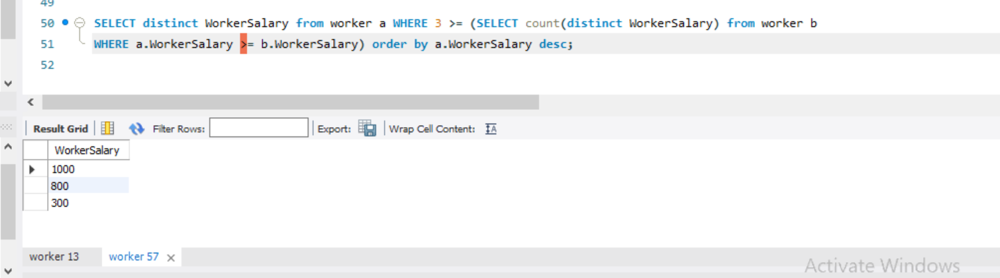 49
50 SELECT distinct WorkerSalary from worker a WHERE 3 >= (SELECT count(distinct WorkerSalary) from worker b
51 WHERE a.WorkerSalary >= b.WorkerSalary) order by a.WorkerSalary desc;
52
Result Grid Filter Rows: Export: Wrap Cell Content: IA
WorkerSalary
1000
800
300
worker 13 worker 57
Activate Windows